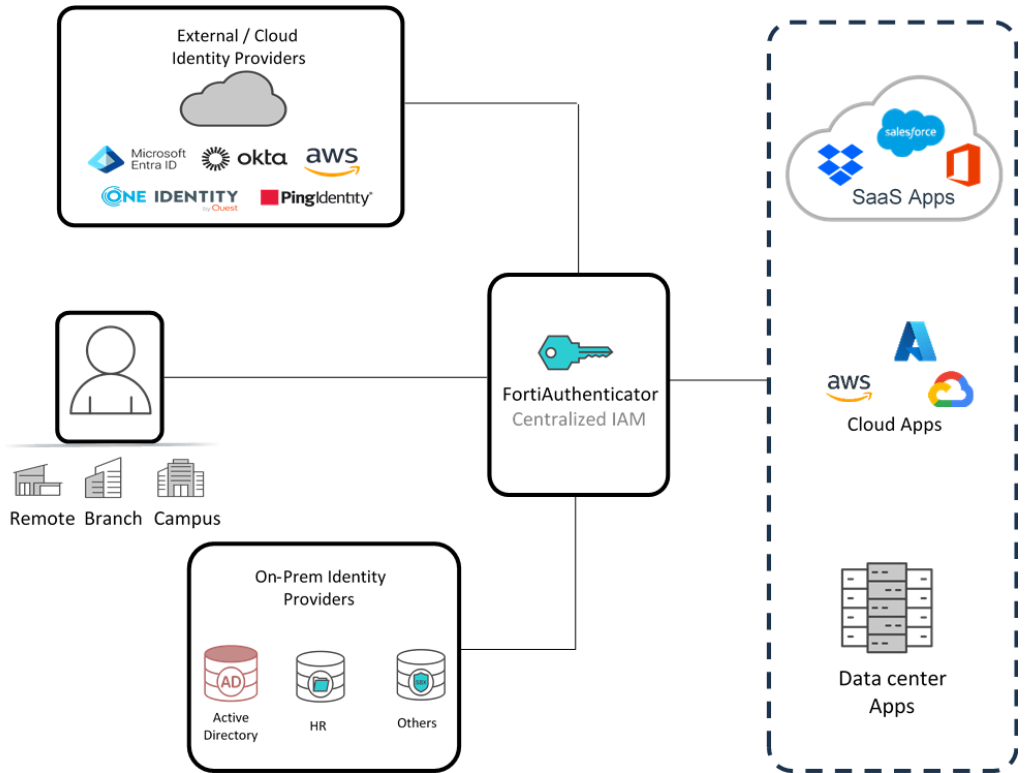 External / Cloud
Identity Providers
Microsoft
Entra ID
okta
aws
ONE IDENTITY
by Quest
PingIdentity
salesforce
SaaS Apps
FortiAuthenticator
Centralized IAM
aws
Cloud Apps
Remote
Branch
Campus
On-Prem Identity
Providers
AD
Active
Directory
HR
SBX
Others
Data center
Apps